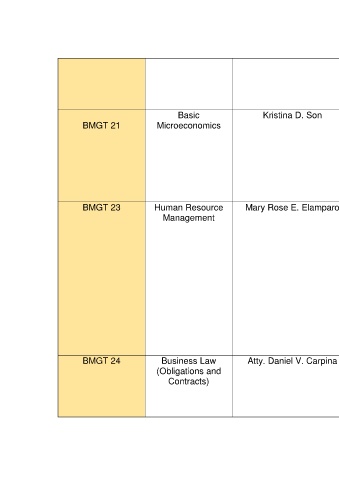 BMGT 21
Basic
Microeconomics
Kristina D. Son
BMGT 23
Human Resource
Management
Mary Rose E. Elamparo
BMGT 24
Business Law
(Obligations and
Contracts)
Atty. Daniel V. Carpina